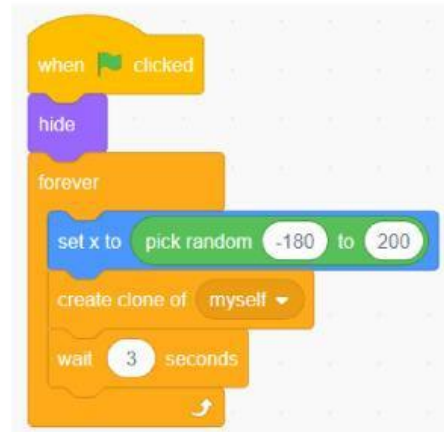 when clicked
hide
forever
set x to pick random -180 to 200
create clone of myself
wait 3 seconds